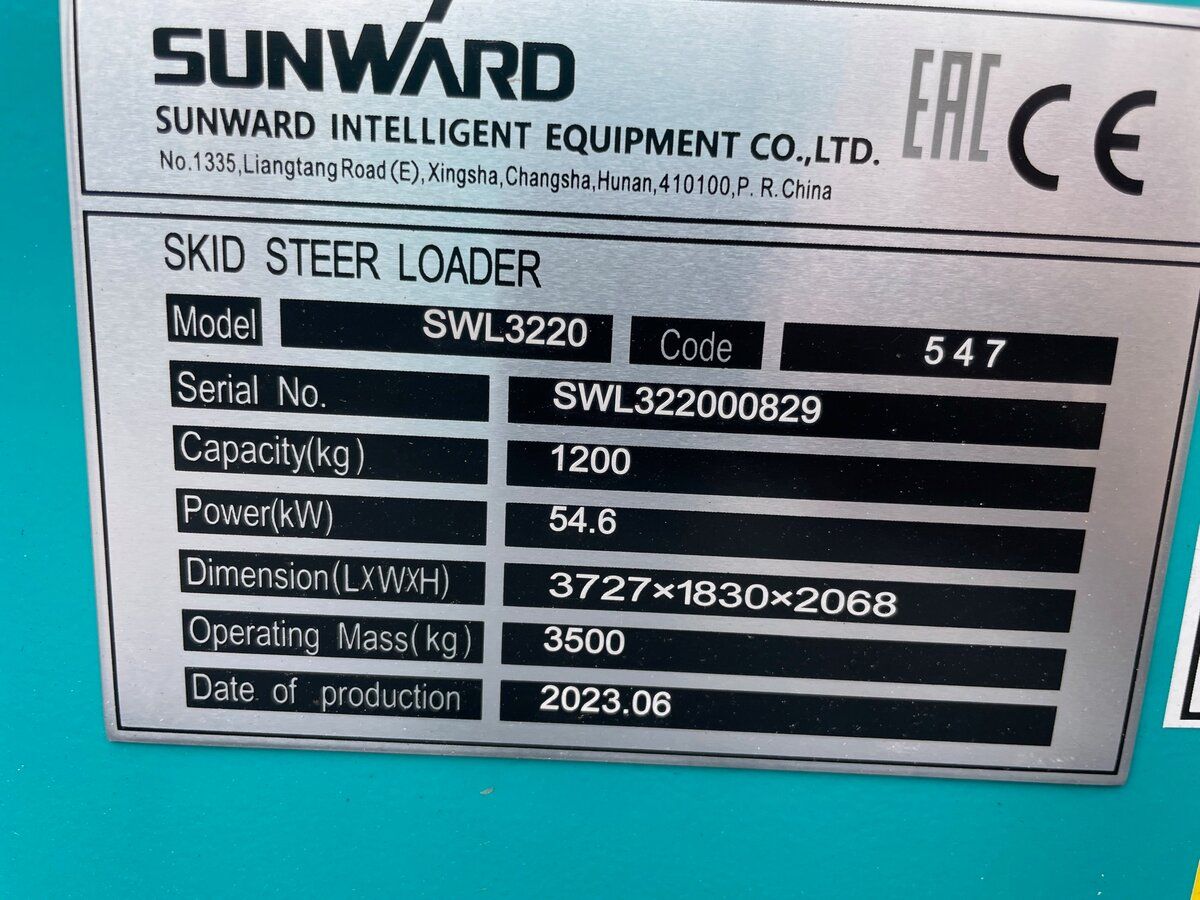 SUNWARD
SUNWARD INTELLIGENT EQUIPMENT CO.,LTD.
EAC CE
No.1335,Liangtang Road (E), Xingsha,Changsha,Hunan,410100,P. R. China
SKID STEER LOADER
Model SWL3220 Code 547
Serial No. SWL322000829
Capacity(kg) 1200
Power(kW) 54.6
Dimension(LXWXH) 3727×1830×2068
Operating Mass(kg) 3500
Date of production 2023.06